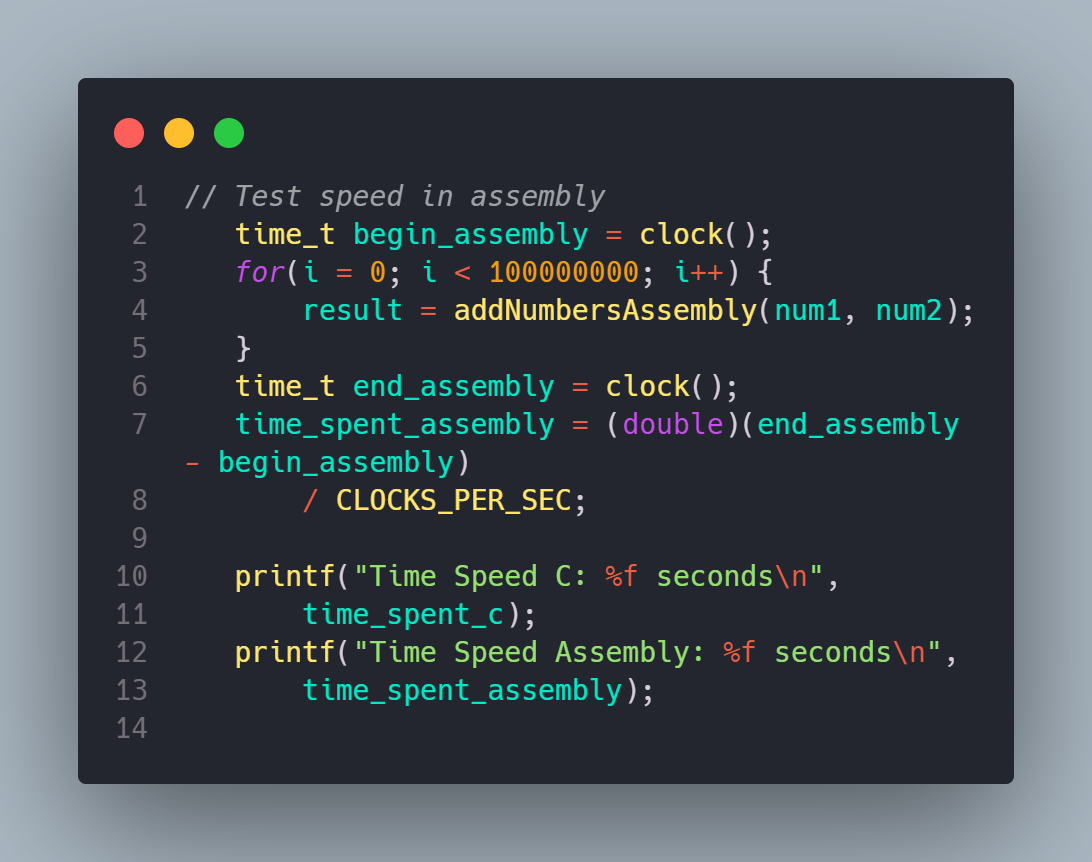 1 // Test speed in assembly
2    time_t begin_assembly = clock();
3    for(i = 0; i < 100000000; i++) {
4        result = addNumbersAssembly(num1, num2);
5    }
6    time_t end_assembly = clock();
7    time_spent_assembly = (double)(end_assembly
- begin_assembly)
8        / CLOCKS_PER_SEC;
9
10    printf("Time Speed C: %f seconds\n",
11        time_spent_c);
12    printf("Time Speed Assembly: %f seconds\n",
13        time_spent_assembly);
14